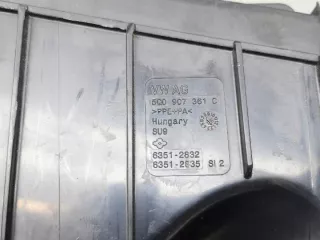 VW AG
6Q0 907 361 C
>PPE+PA<
Hungary
SU9
6351-2832
6351-2835 SI 2